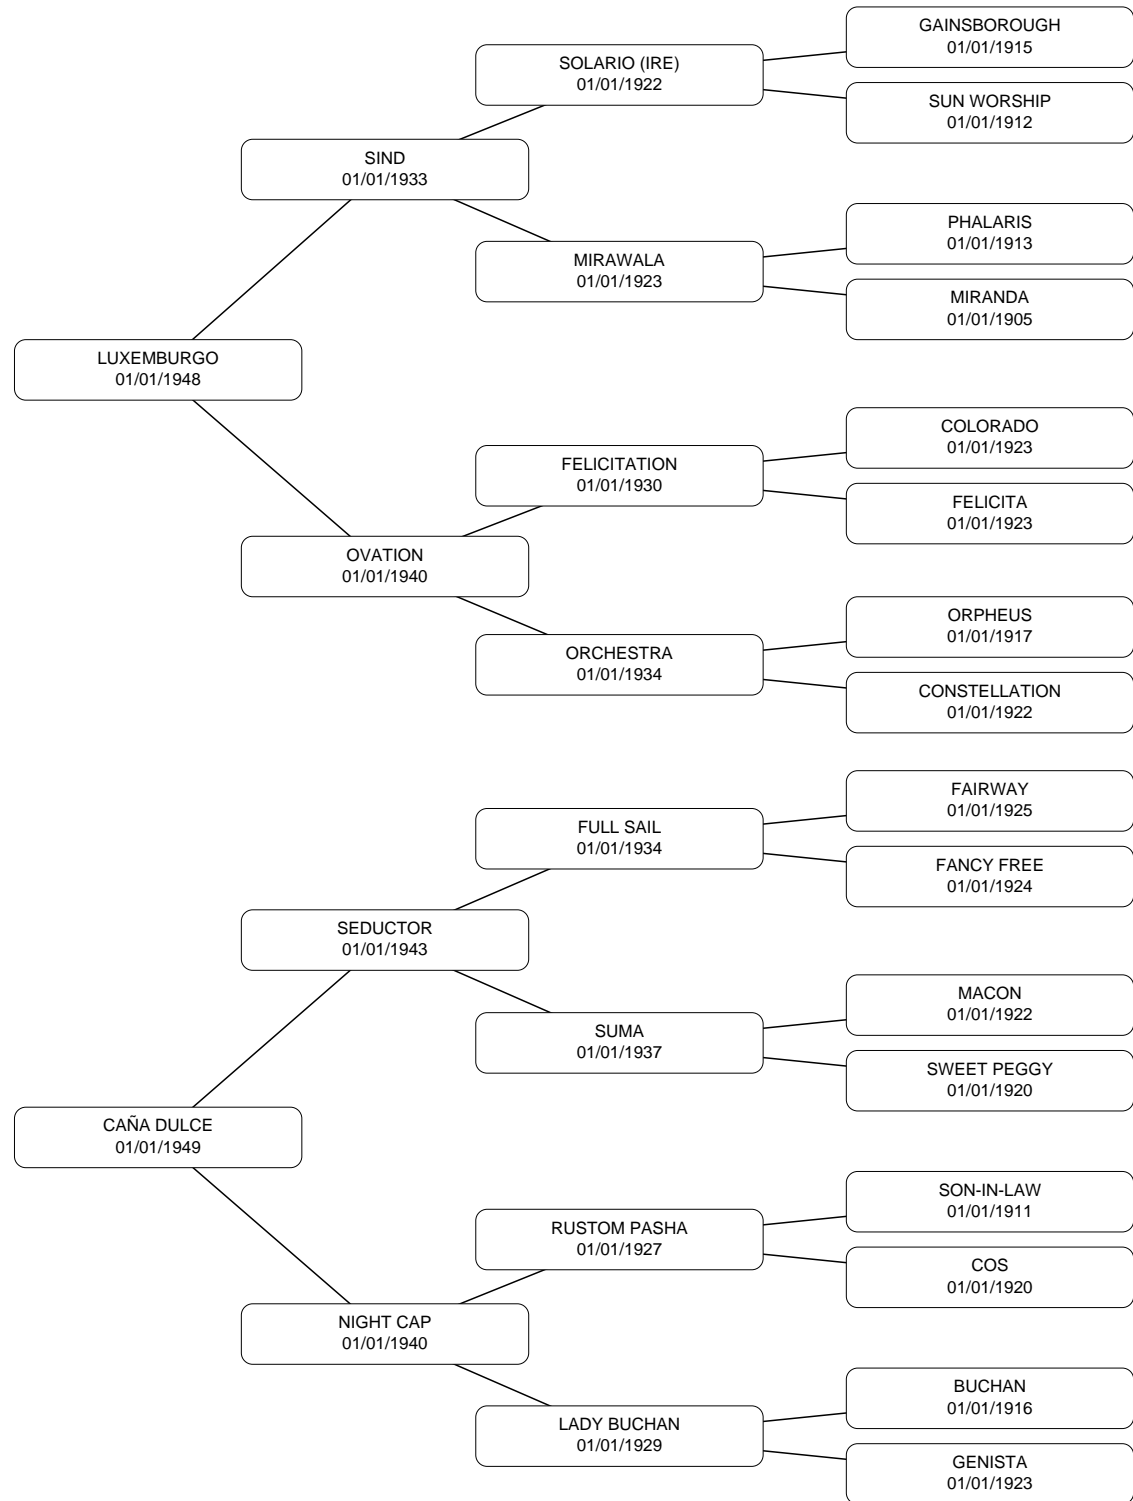 GAINSBOROUGH
01/01/1915
SOLARIO (IRE)
01/01/1922
SUN WORSHIP
01/01/1912
SIND
01/01/1933
PHALARIS
01/01/1913
MIRAWALA
01/01/1923
MIRANDA
01/01/1905
LUXEMBURGO
01/01/1948
COLORADO
01/01/1923
FELICITATION
01/01/1930
FELICITA
01/01/1923
OVATION
01/01/1940
ORPHEUS
01/01/1917
ORCHESTRA
01/01/1934
CONSTELLATION
01/01/1922
FAIRWAY
01/01/1925
FULL SAIL
01/01/1934
FANCY FREE
01/01/1924
SEDUCTOR
01/01/1943
MACON
01/01/1922
SUMA
01/01/1937
SWEET PEGGY
01/01/1920
CAÑA DULCE
01/01/1949
SON-IN-LAW
01/01/1911
RUSTOM PASHA
01/01/1927
COS
01/01/1920
NIGHT CAP
01/01/1940
BUCHAN
01/01/1916
LADY BUCHAN
01/01/1929
GENISTA
01/01/1923